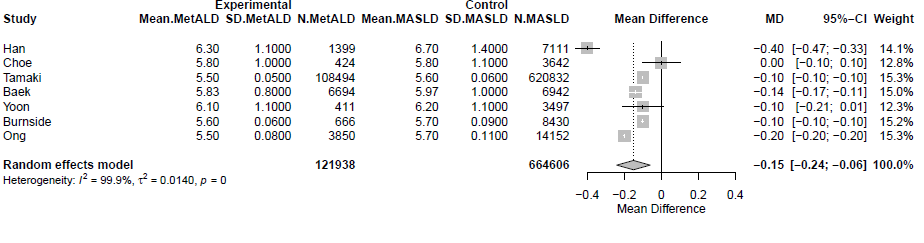 Experimental Control
Study Mean.MetALD SD.MetALD N.MetALD Mean.MASLD SD.MASLD N.MASLD Mean Difference MD 95%−CI Weight
Han 6.30 1.1000 1399 6.70 1.4000 7111 −0.40 [−0.47; −0.33] 14.1%
Choe 5.80 1.0000 424 5.80 1.1000 3642 0.00 [−0.10; 0.10] 12.8%
Tamaki 5.50 0.0500 108494 5.60 0.0600 620832 −0.10 [−0.10; −0.10] 15.5%
Baek 5.83 0.8000 6694 5.97 1.0000 6942 −0.14 [−0.17; −0.11] 15.0%
Yoon 6.10 1.1000 411 6.20 1.1000 3497 −0.10 [−0.21; 0.01] 12.3%
Burnside 5.60 0.0600 666 5.70 0.0900 8430 −0.10 [−0.10; −0.10] 15.2%
Ong 5.50 0.0800 3850 5.70 0.1100 14152 −0.20 [−0.20; −0.20] 15.3%
Random effects model 121938 664606 −0.15 [−0.24; −0.06] 100.0%
Heterogeneity: I² = 99.9%, τ² = 0.0140, p = 0
−0.4 −0.2 0 0.2 0.4
Mean Difference